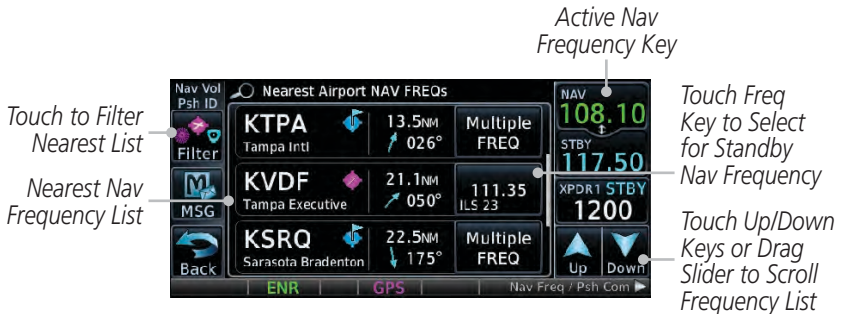 Active Nav
Frequency Key
Touch to Filter
Nearest List
Nearest Nav
Frequency List
Nav Vol
Psh ID
Filter
MSG
Back
Nearest Airport NAV FREQs
KTPA
Tampa Intl
13.5NM
026°
Multiple
FREQ
KVDF
Tampa Executive
21.1NM
050°
111.35
ILS 23
KSRQ
Sarasota Bradenton
22.5NM
175°
Multiple
FREQ
NAV
108.10
STBY
117.50
XPDR1 STBY
1200
Up
Down
ENR
GPS
Nav Freq / Psh Com
Touch Freq
Key to Select
for Standby
Nav Frequency
Touch Up/Down
Keys or Drag
Slider to Scroll
Frequency List